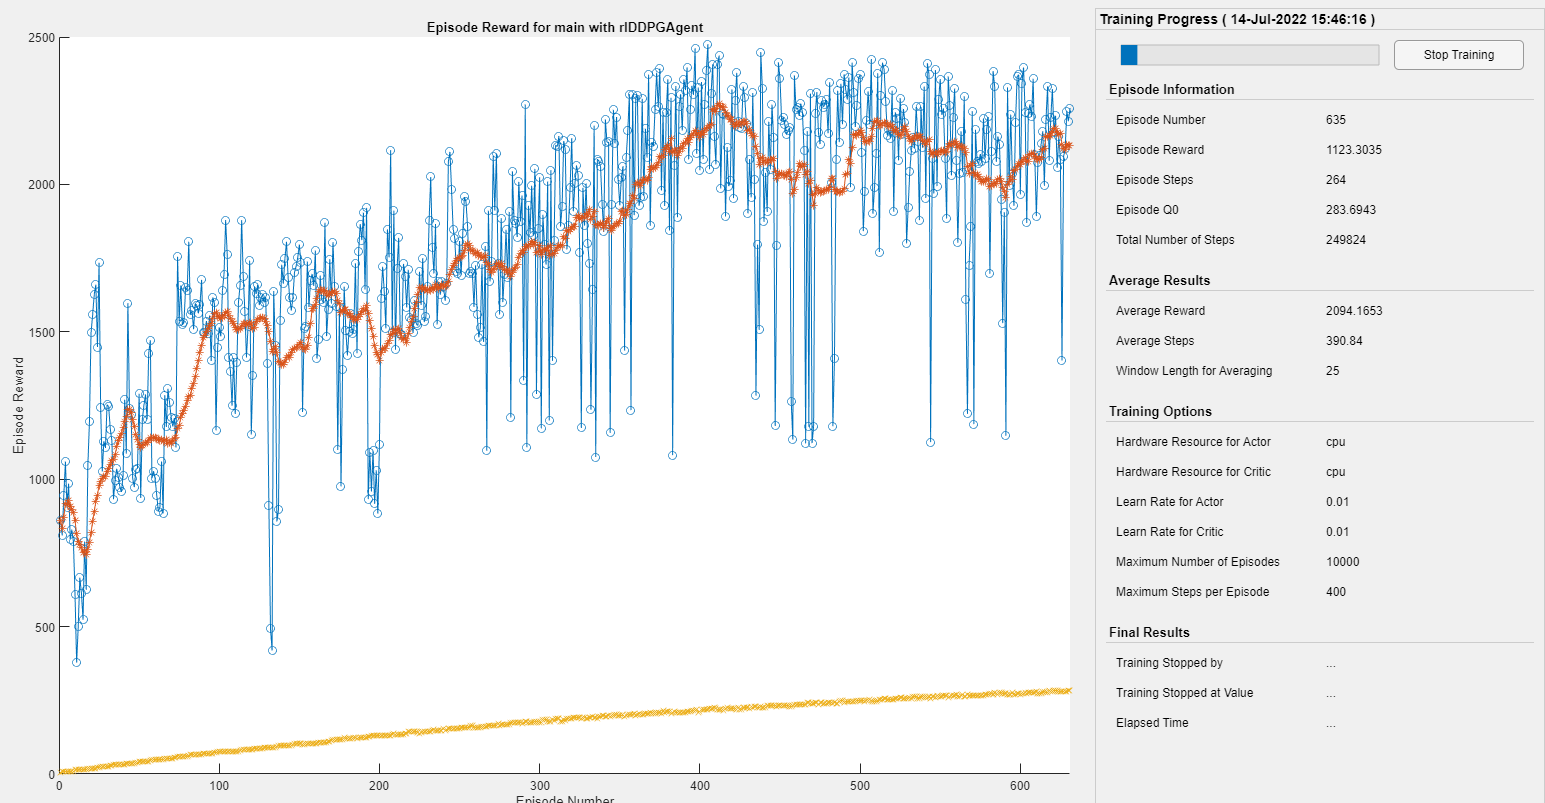 Episode Reward for main with rlDDPGAgent
2500
2000
1500
1000
500
0
0 100 200 300 400 500 600
Episode Reward
Episode Number
Training Progress ( 14-Jul-2022 15:46:16 )
Stop Training
Episode Information
Episode Number 635
Episode Reward 1123.3035
Episode Steps 264
Episode Q0 283.6943
Total Number of Steps 249824
Average Results
Average Reward 2094.1653
Average Steps 390.84
Window Length for Averaging 25
Training Options
Hardware Resource for Actor cpu
Hardware Resource for Critic cpu
Learn Rate for Actor 0.01
Learn Rate for Critic 0.01
Maximum Number of Episodes 10000
Maximum Steps per Episode 400
Final Results
Training Stopped by ...
Training Stopped at Value ...
Elapsed Time ...